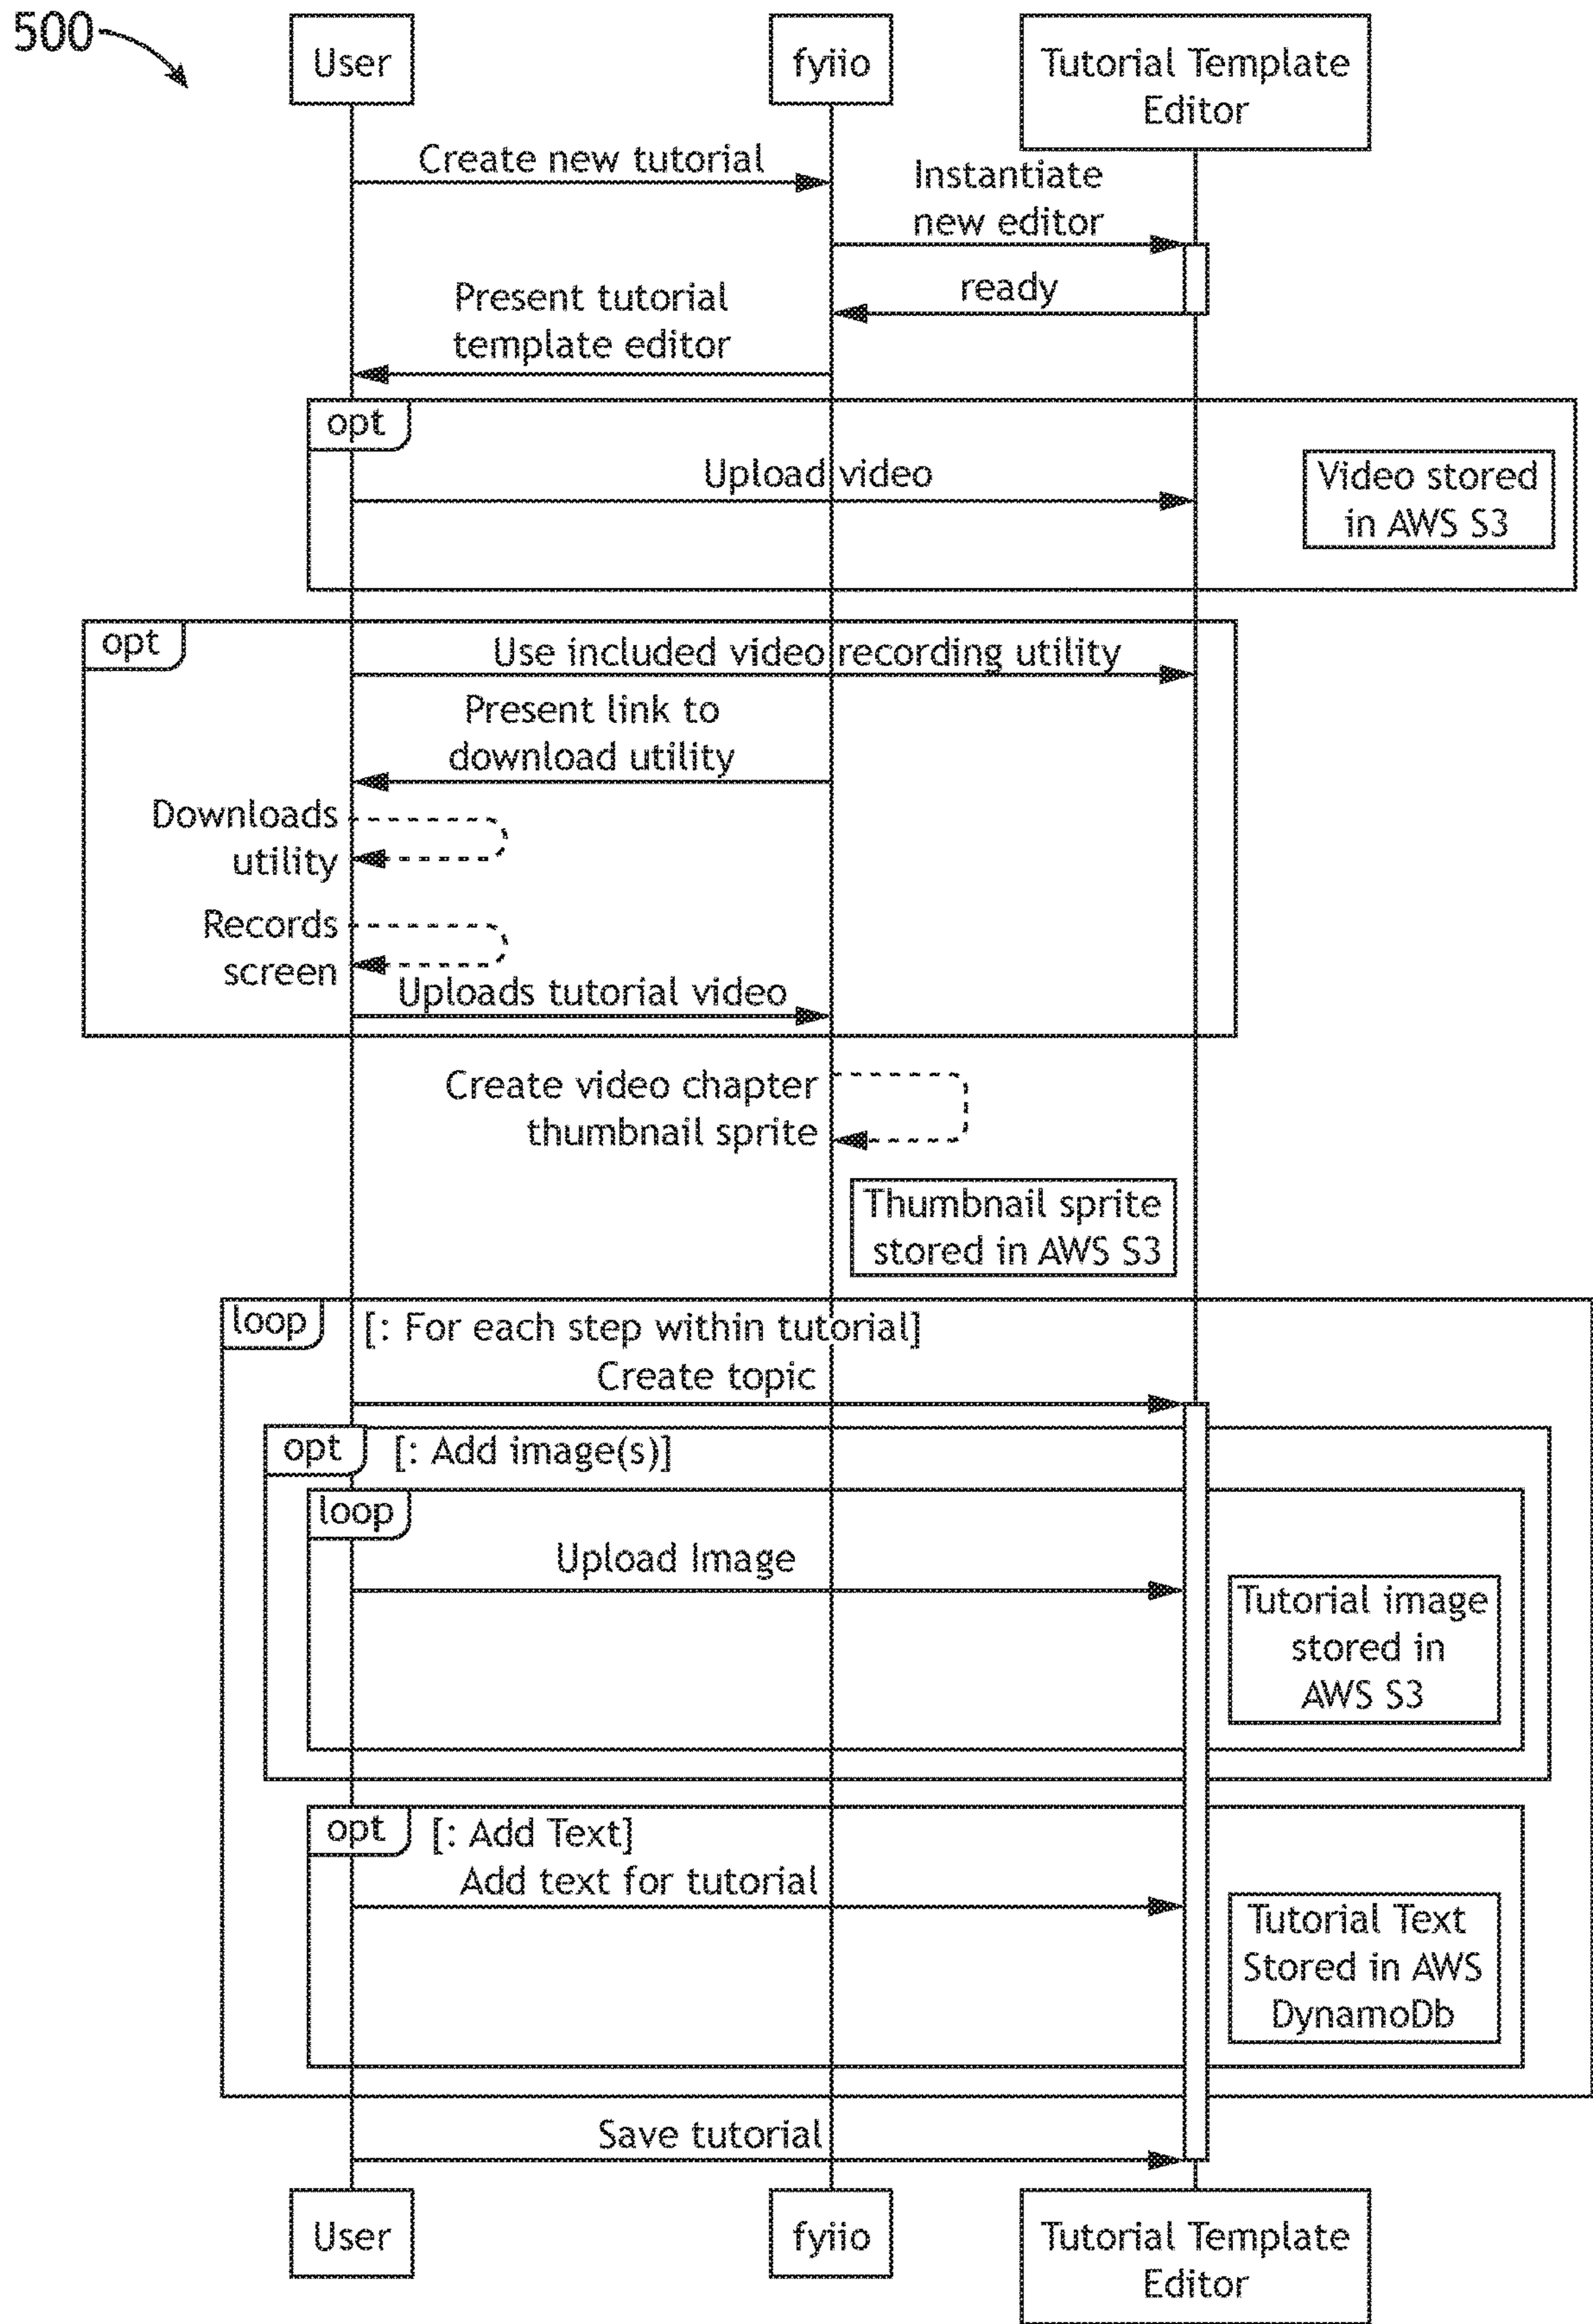 500
User
fyiio
Tutorial Template
Editor
Create new tutorial
Instantiate
new editor
ready
Present tutorial
template editor
opt
Upload video
Video stored
in AWS S3
opt
Use included video recording utility
Present link to
download utility
Downloads
utility
Records
screen
Uploads tutorial video
Create video chapter
thumbnail sprite
Thumbnail sprite
stored in AWS S3
loop
[: For each step within tutorial]
Create topic
opt
[: Add image(s)]
loop
Upload Image
Tutorial image
stored in
AWS S3
opt
[: Add Text]
Add text for tutorial
Tutorial Text
Stored in AWS
DynamoDb
Save tutorial
User
fyiio
Tutorial Template
Editor